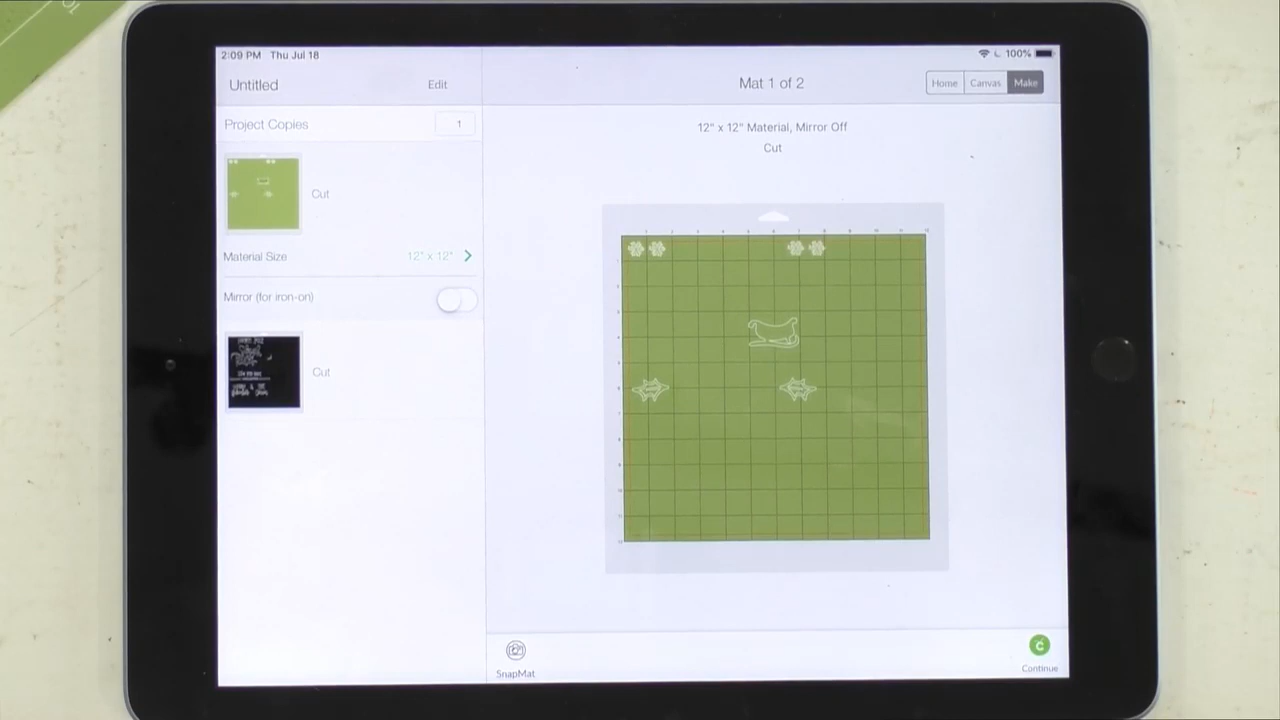 2:09 PM Thu Jul 18
100%
Untitled
Edit
Mat 1 of 2
Home
Canvas
Make
Project Copies
1
12" x 12" Material, Mirror Off
Cut
Cut
Material Size
12" x 12"
Mirror (for iron-on)
Cut
SnapMat
Continue